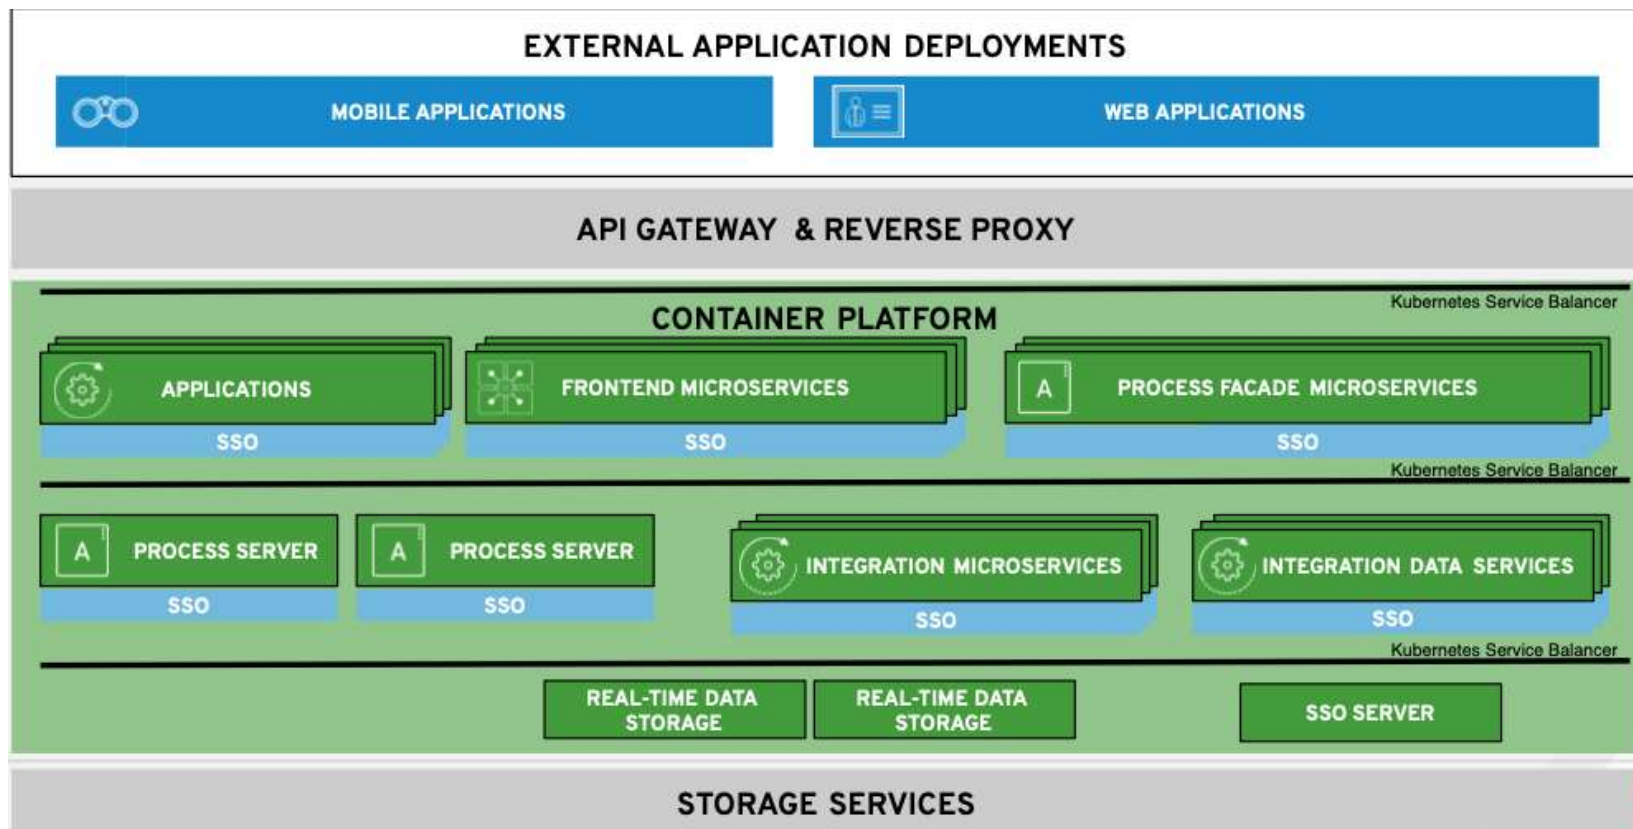 EXTERNAL APPLICATION DEPLOYMENTS
MOBILE APPLICATIONS
WEB APPLICATIONS
API GATEWAY & REVERSE PROXY
Kubernetes Service Balancer
CONTAINER PLATFORM
APPLICATIONS
SSO
FRONTEND MICROSERVICES
SSO
A
PROCESS FACADE MICROSERVICES
SSO
Kubernetes Service Balancer
A
PROCESS SERVER
SSO
A
PROCESS SERVER
SSO
INTEGRATION MICROSERVICES
SSO
INTEGRATION DATA SERVICES
SSO
Kubernetes Service Balancer
REAL-TIME DATA
STORAGE
REAL-TIME DATA
STORAGE
SSO SERVER
STORAGE SERVICES